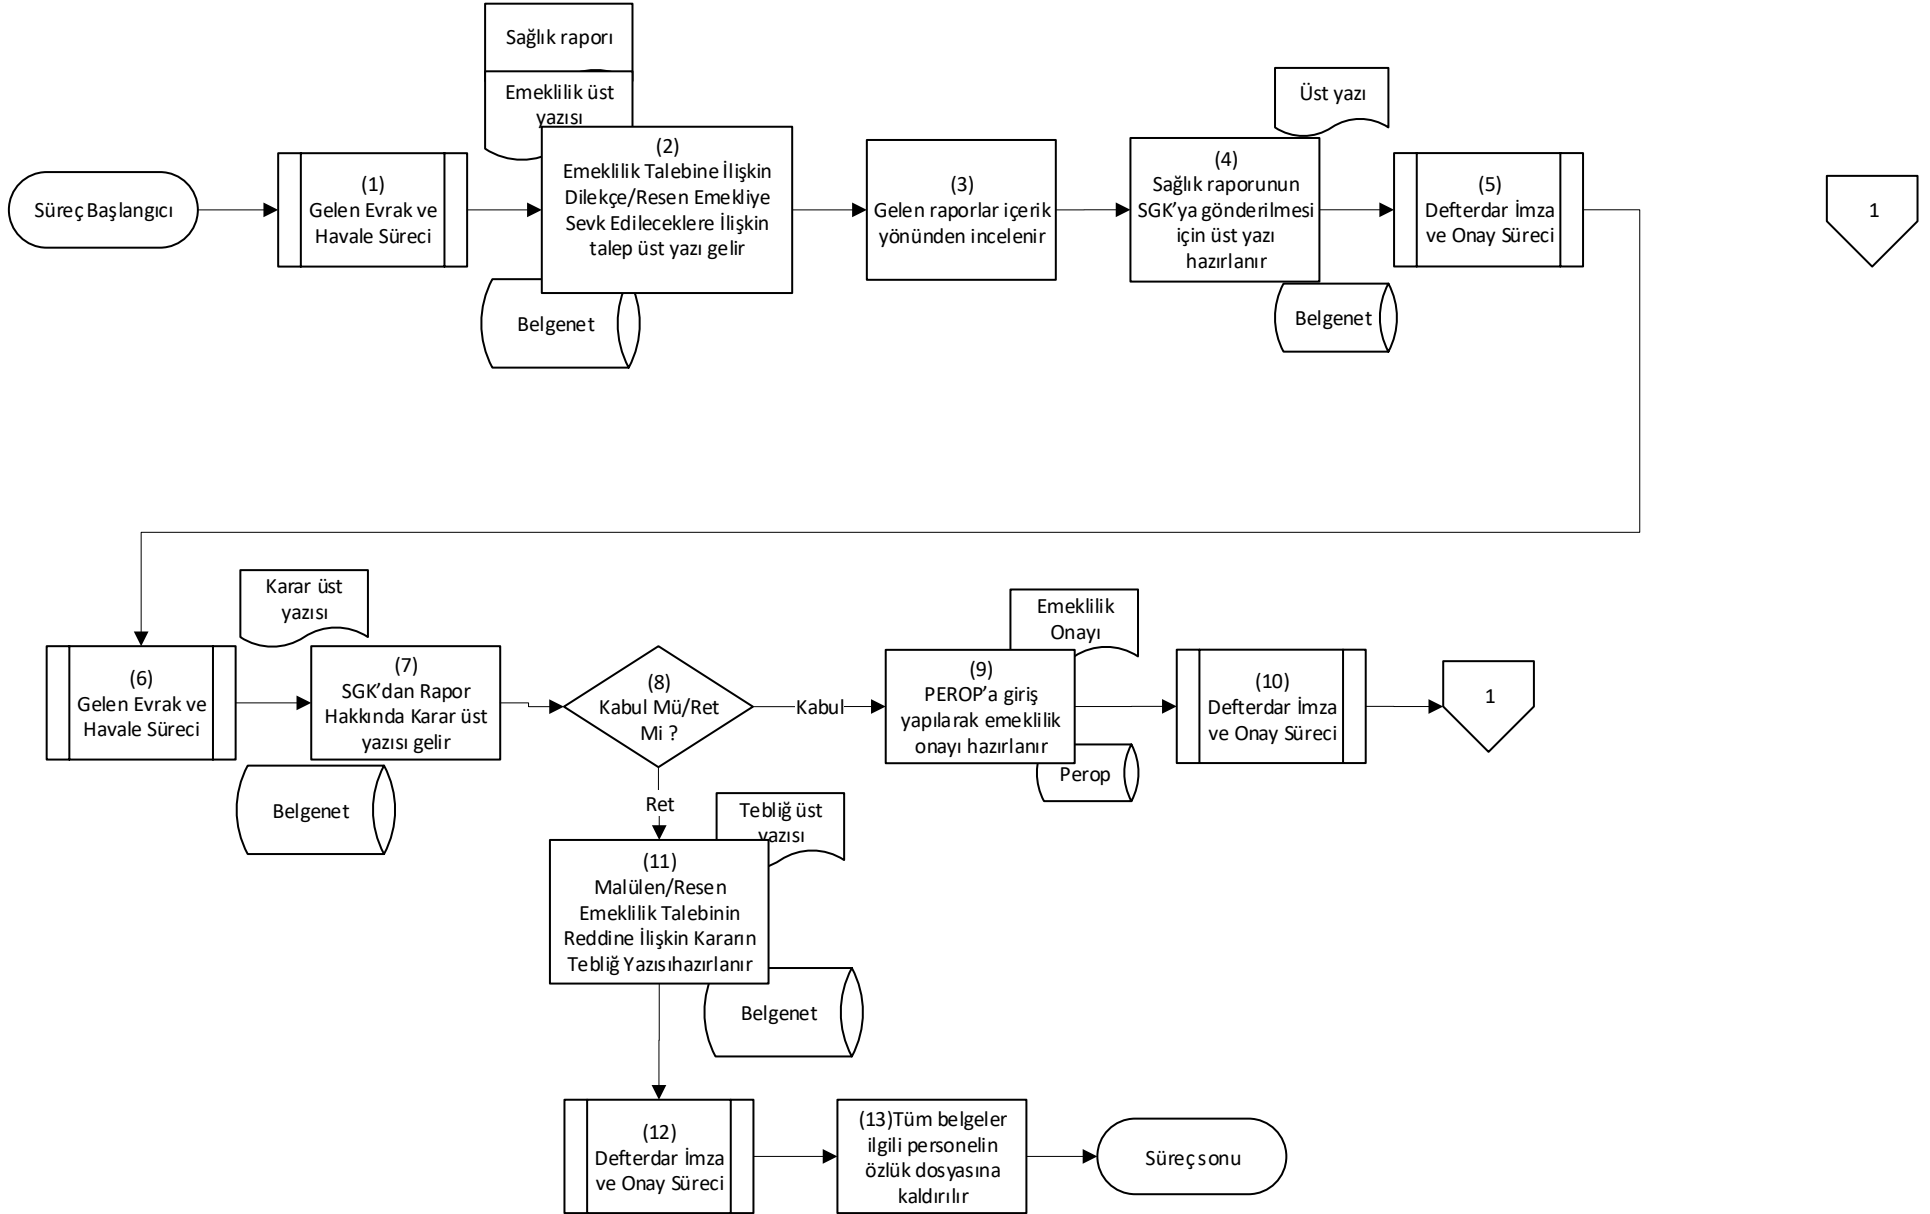 Süreç Başlangıcı
(1)
Gelen Evrak ve
Havale Süreci
Sağlık raporı
Emeklilik üst
yazısı
(2)
Emeklilik Talebine İlişkin
Dilekçe/Resen Emekliye
Sevk Edileceklere İlişkin
talep üst yazı gelir
Belgenet
(3)
Gelen raporlar içerik
yönünden incelenir
Üst yazı
(4)
Sağlık raporunun
SGK'ya gönderilmesi
için üst yazı
hazırlanır
Belgenet
(5)
Defterdar İmza
ve Onay Süreci
1
(6)
Gelen Evrak ve
Havale Süreci
Karar üst
yazısı
(7)
SGK'dan Rapor
Hakkında Karar üst
yazısı gelir
Belgenet
(8)
Kabul Mü/Ret
Mi ?
Kabul
Emeklilik
Onayı
(9)
PEROP'a giriş
yapılarak emeklilik
onayı hazırlanır
Perop
(10)
Defterdar İmza
ve Onay Süreci
1
Ret
Tebliğ üst
yazısı
(11)
Malülen/Resen
Emeklilik Talebinin
Reddine İlişkin Kararın
Tebliğ Yazısıhazırlanır
Belgenet
(12)
Defterdar İmza
ve Onay Süreci
(13)Tüm belgeler
ilgili personelin
özlük dosyasına
kaldırılır
Süreç sonu